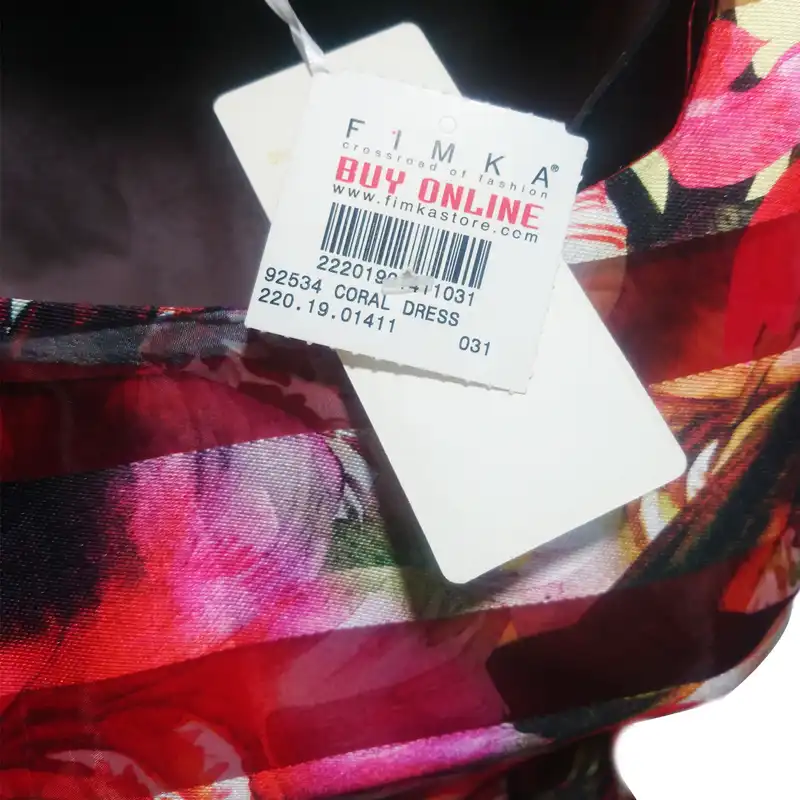 FIMKA®
crossroad of fashion
BUY ONLINE
www.fimkastore.com
92534 CORAL DRESS
220.19.01411
031